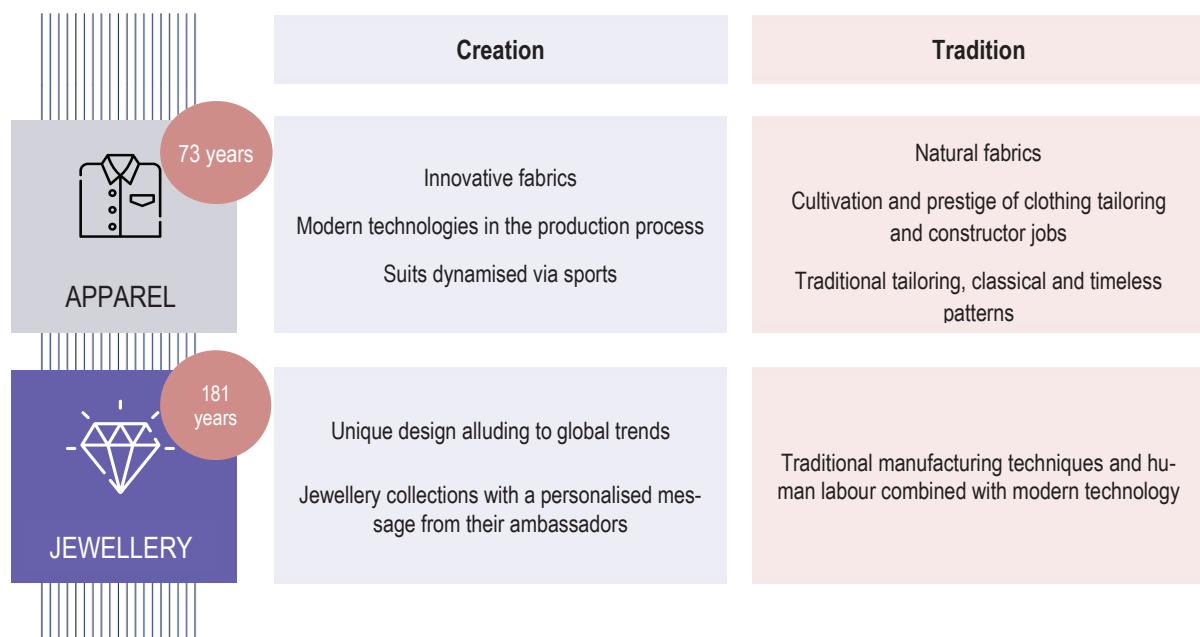 Creation
Tradition
73 years
APPAREL
Innovative fabrics
Modern technologies in the production process
Suits dynamised via sports
Natural fabrics
Cultivation and prestige of clothing tailoring
and constructor jobs
Traditional tailoring, classical and timeless
patterns
181
years
JEWELLERY
Unique design alluding to global trends
Jewellery collections with a personalised mes-
sage from their ambassadors
Traditional manufacturing techniques and hu-
man labour combined with modern technology